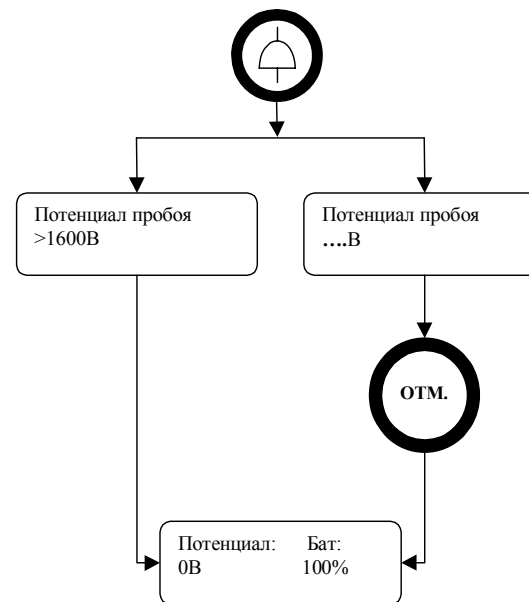 Потенциал пробоя
>1600В
Потенциал пробоя
….В
ОТМ.
Потенциал: Бат:
0В 100%